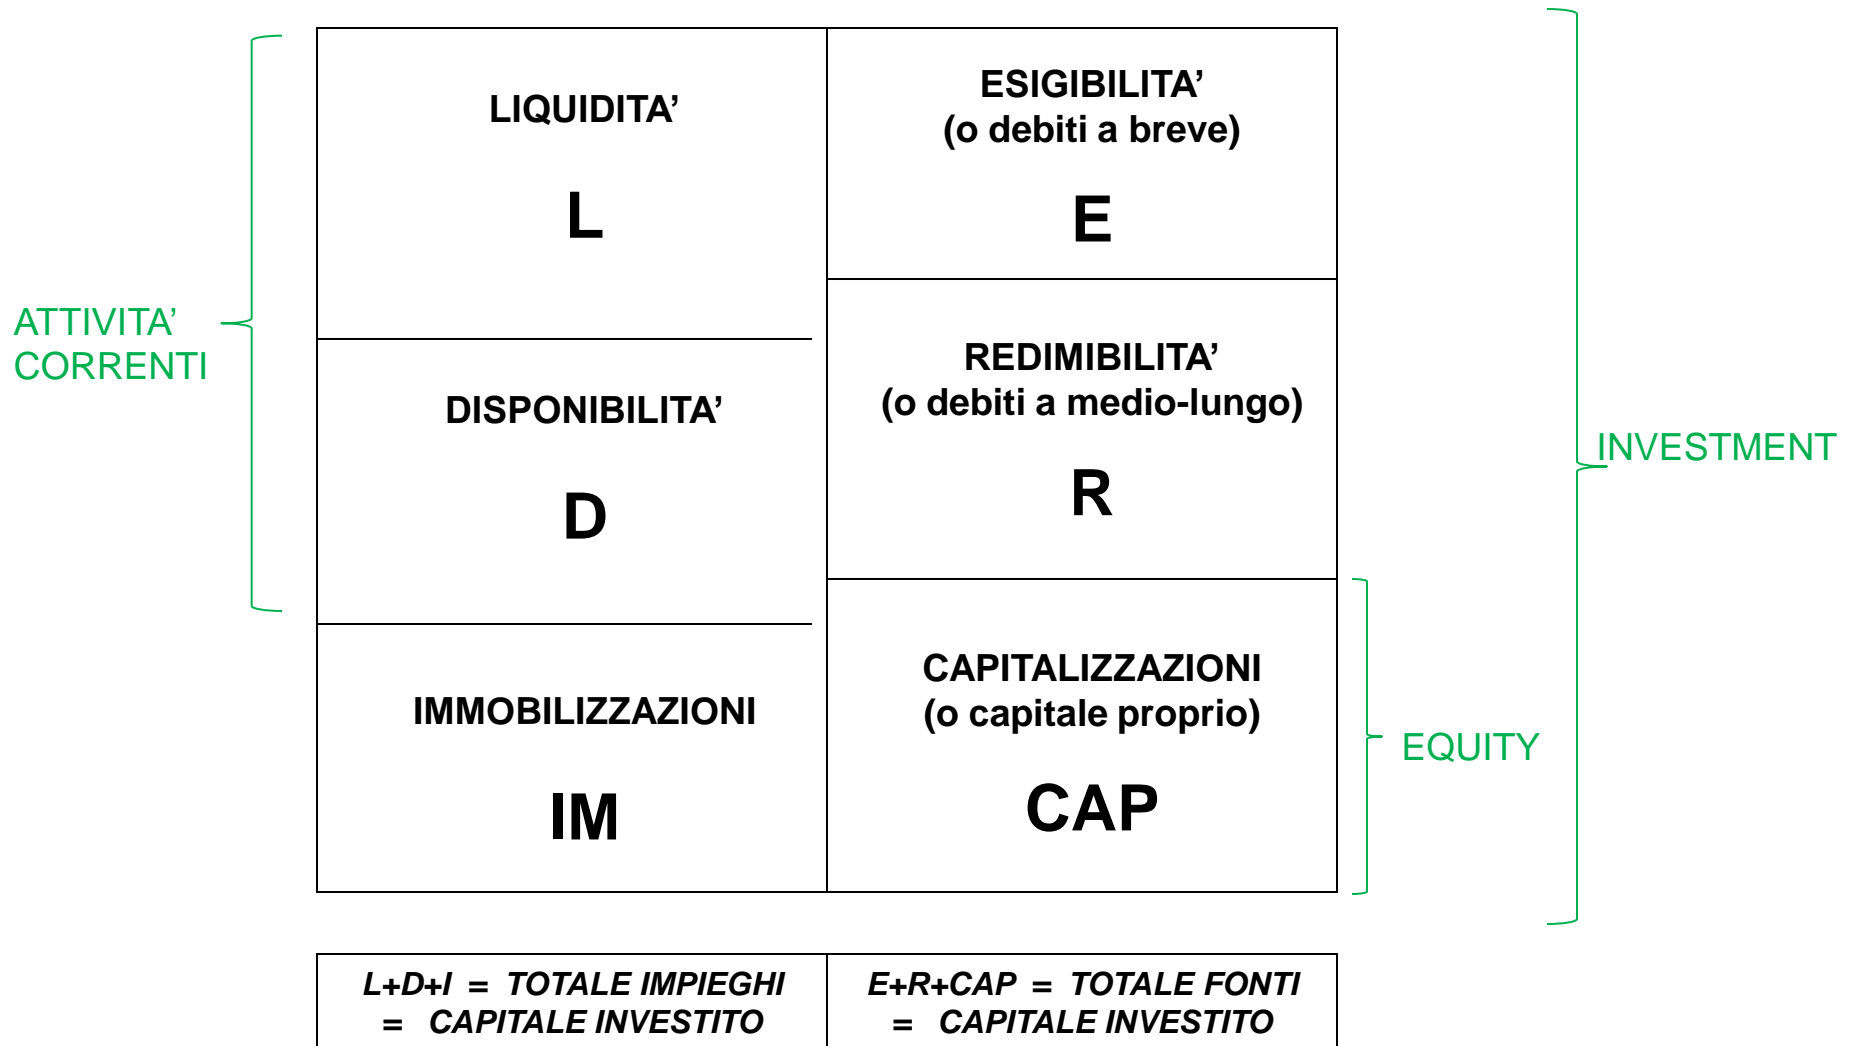 ATTIVITA’
CORRENTI
LIQUIDITA’
L
DISPONIBILITA’
D
IMMOBILIZZAZIONI
IM
ESIGIBILITA’
(o debiti a breve)
E
REDIMIBILITA’
(o debiti a medio-lungo)
R
CAPITALIZZAZIONI
(o capitale proprio)
CAP
EQUITY
INVESTMENT
L+D+I = TOTALE IMPIEGHI
= CAPITALE INVESTITO
E+R+CAP = TOTALE FONTI
= CAPITALE INVESTITO